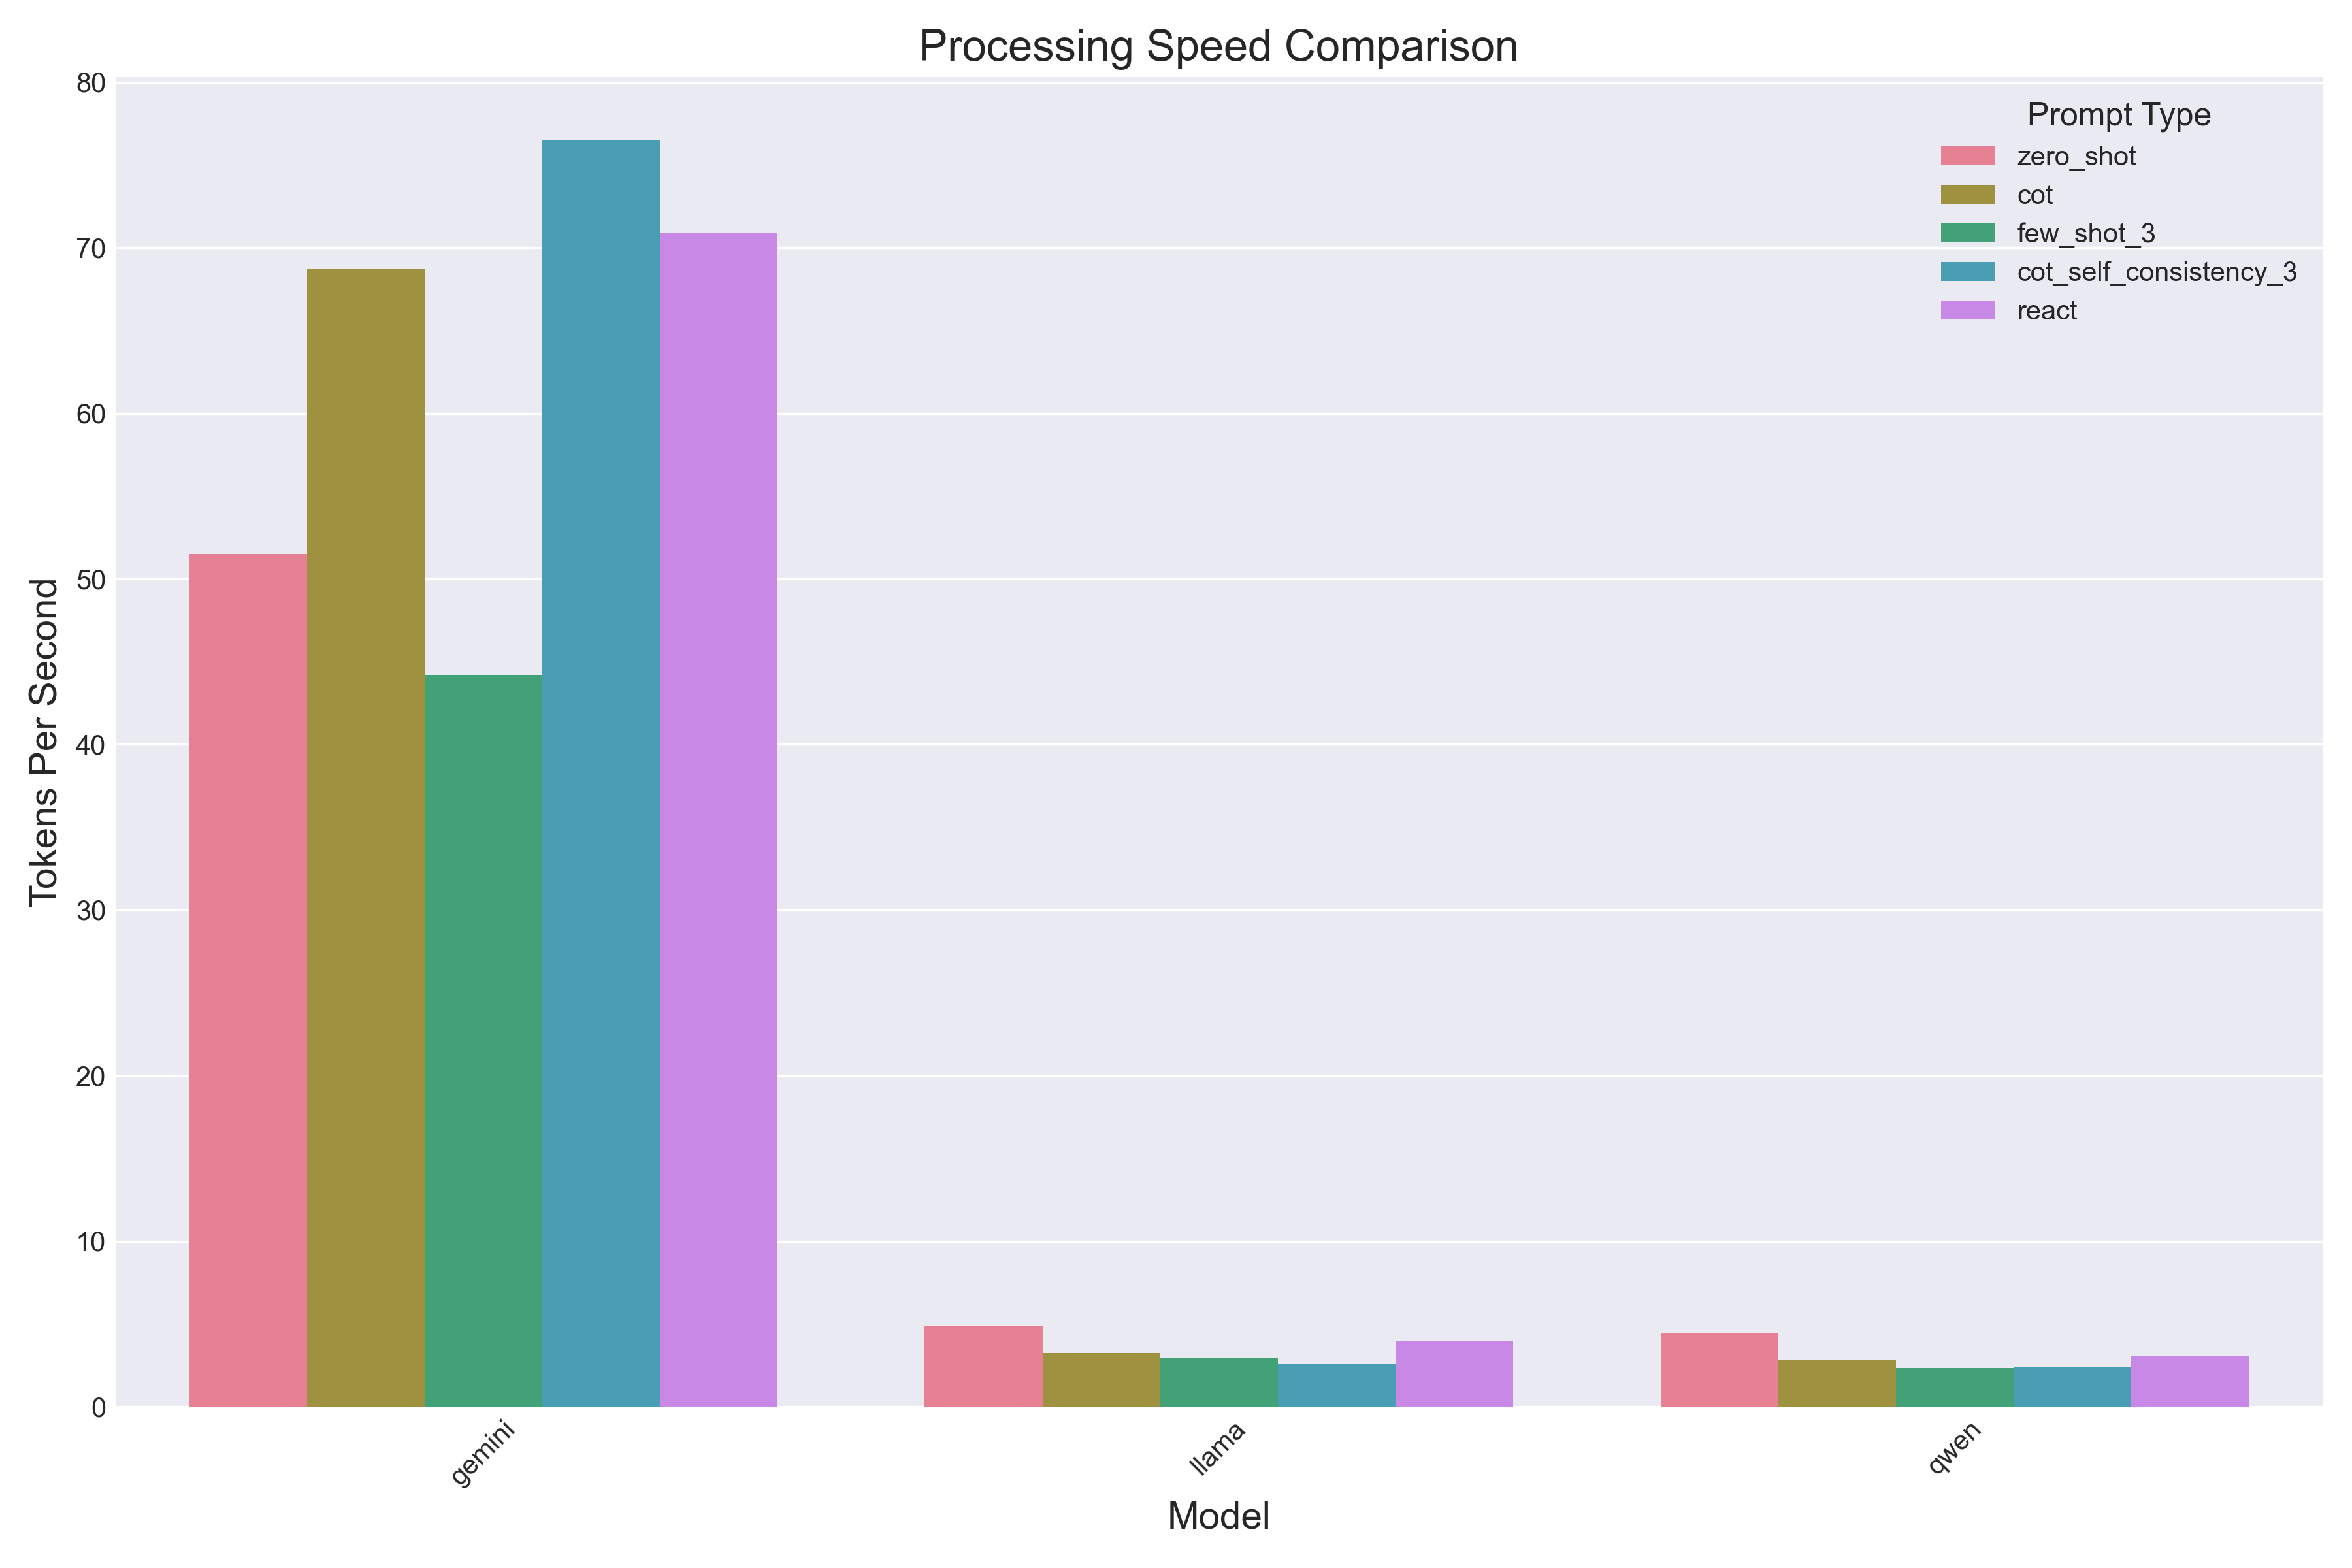 Processing Speed Comparison
80
70
60
50
40
30
20
10
0
Tokens Per Second
Prompt Type
zero_shot
cot
few_shot_3
cot_self_consistency_3
react
gemini
llama
qwen
Model